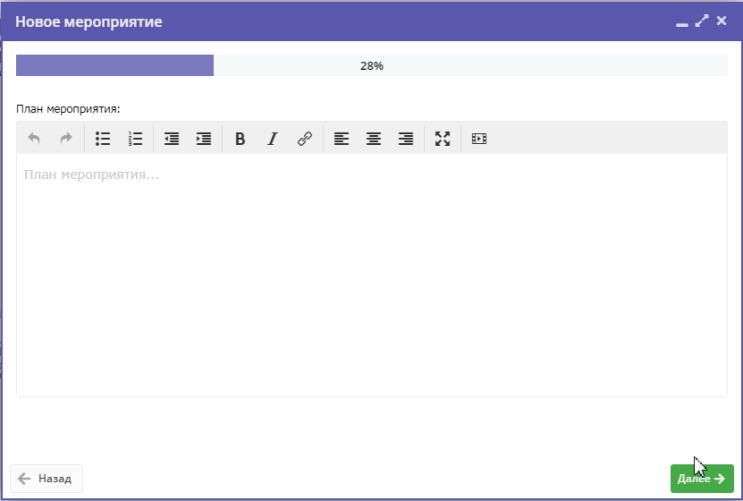 Новое мероприятие
28%
План мероприятия:
B I
План мероприятия...
Назад
Далее